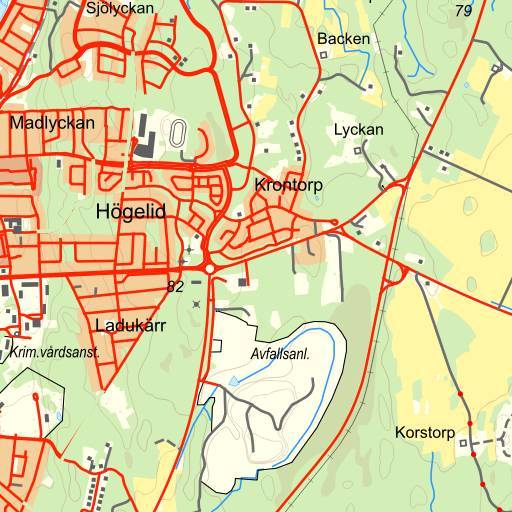 Sjölyckan
79
Backen
Madlyckan
Lyckan
Krontorp
Högelid
82
Ladukärr
Krim.vårdsanst.
Avfallsanl.
Korstorp